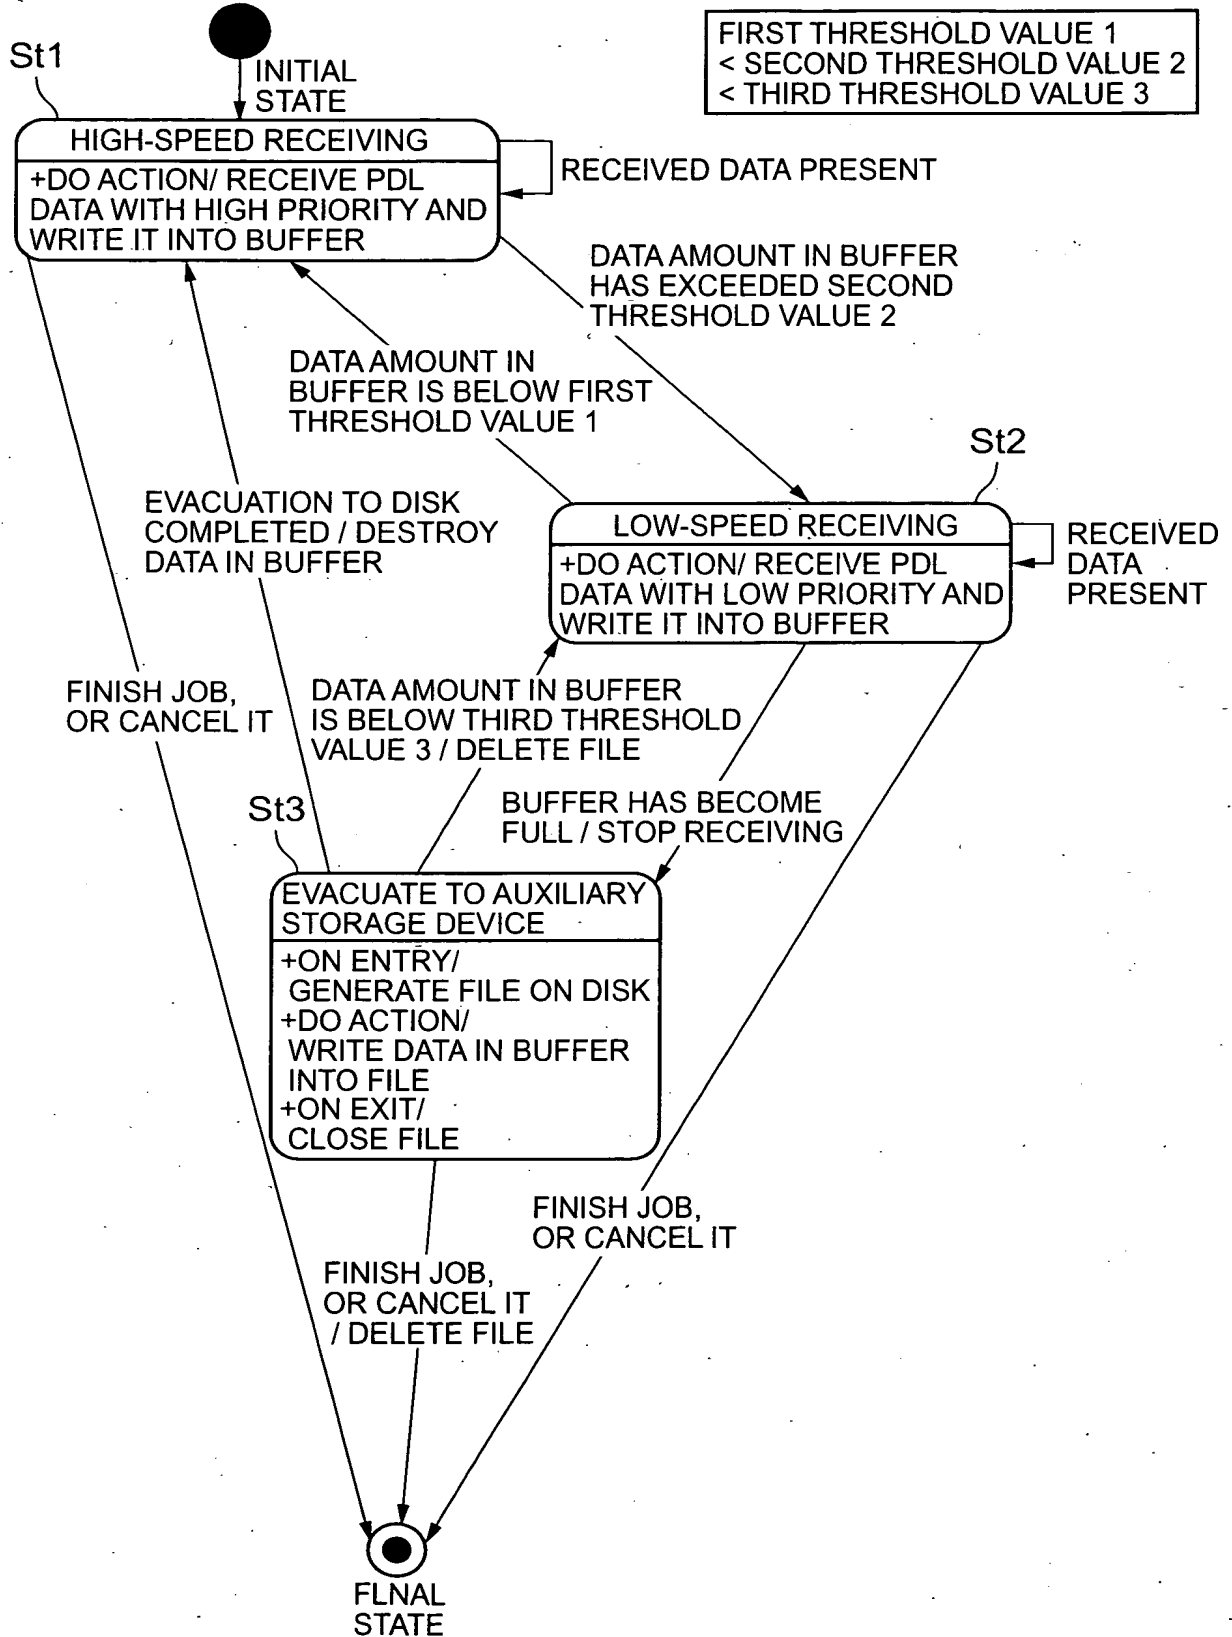 St1
INITIAL
STATE
FIRST THRESHOLD VALUE 1
< SECOND THRESHOLD VALUE 2
< THIRD THRESHOLD VALUE 3
HIGH-SPEED RECEIVING
+DO ACTION/ RECEIVE PDL
DATA WITH HIGH PRIORITY AND
WRITE IT INTO BUFFER
RECEIVED DATA PRESENT
DATA AMOUNT IN BUFFER
HAS EXCEEDED SECOND
THRESHOLD VALUE 2
DATA AMOUNT IN
BUFFER IS BELOW FIRST
THRESHOLD VALUE 1
St2
EVACUATION TO DISK
COMPLETED / DESTROY
DATA IN BUFFER
LOW-SPEED RECEIVING
+DO ACTION/ RECEIVE PDL
DATA WITH LOW PRIORITY AND
WRITE IT INTO BUFFER
RECEIVED
DATA
PRESENT
FINISH JOB,
OR CANCEL IT
DATA AMOUNT IN BUFFER
IS BELOW THIRD THRESHOLD
VALUE 3 / DELETE FILE
BUFFER HAS BECOME
FULL / STOP RECEIVING
St3
EVACUATE TO AUXILIARY
STORAGE DEVICE
+ON ENTRY/
GENERATE FILE ON DISK
+DO ACTION/
WRITE DATA IN BUFFER
INTO FILE
+ON EXIT/
CLOSE FILE
FINISH JOB,
OR CANCEL IT
FINISH JOB,
OR CANCEL IT
/ DELETE FILE
FLNAL
STATE